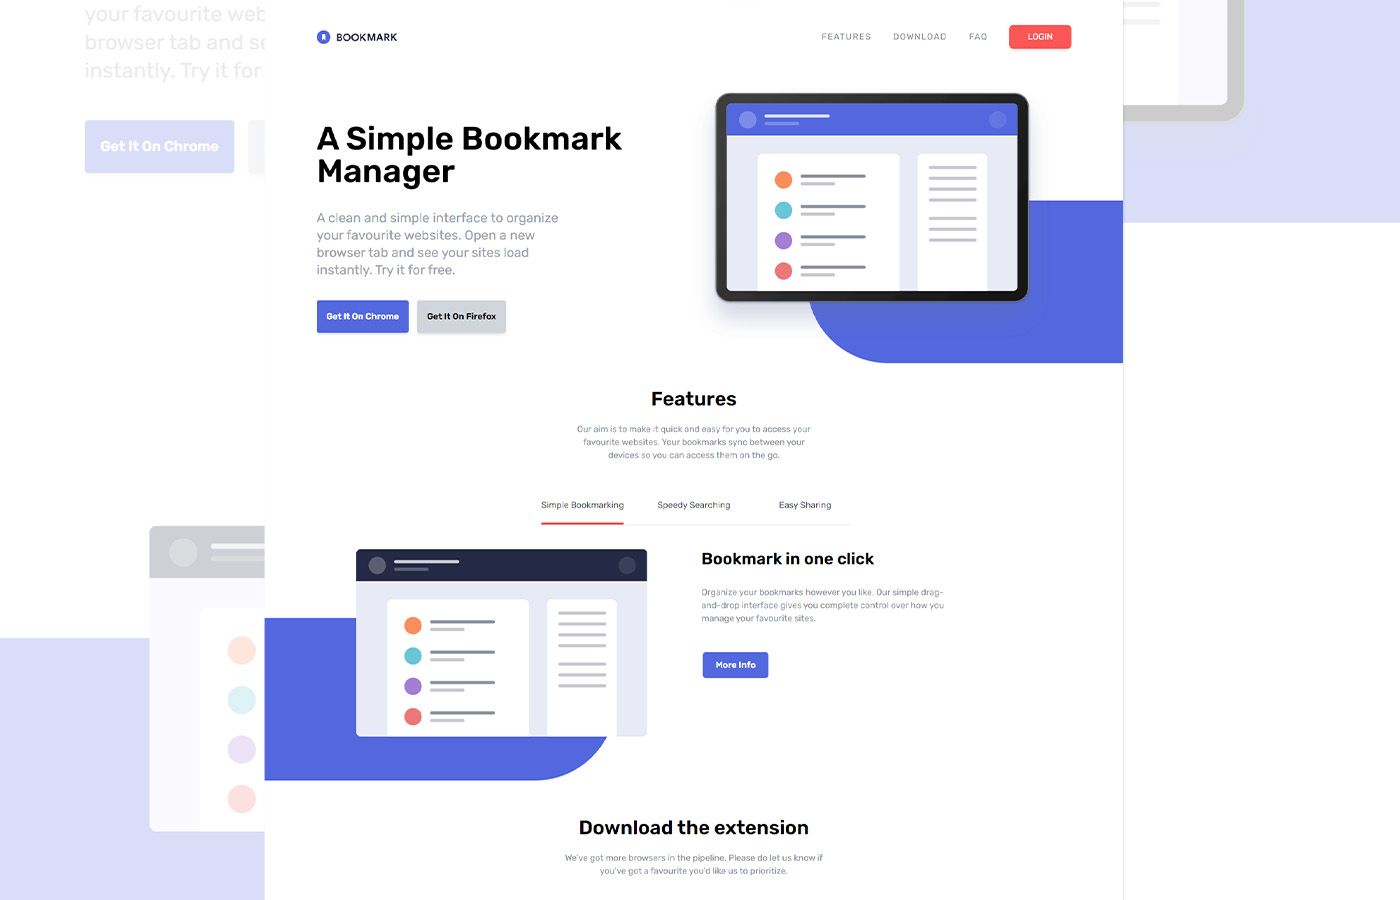 your favourite web
browser tab and se
instantly. Try it for
Get It On Chrome
BOOKMARK
FEATURES
DOWNLOAD
FAQ
LOGIN
A Simple Bookmark
Manager
A clean and simple interface to organize
your favourite websites. Open a new
browser tab and see your sites load
instantly. Try it for free.
Get It On Chrome
Get It On Firefox
Features
Our aim is to make it quick and easy for you to access your
favourite websites. Your bookmarks sync between your
devices so you can access them on the go.
Simple Bookmarking
Speedy Searching
Easy Sharing
Bookmark in one click
Organize your bookmarks however you like. Our simple drag-
and-drop interface gives you complete control over how you
manage your favourite sites.
More Info
Download the extension
We've got more browsers in the pipeline. Please do let us know if
you've got a favourite you'd like us to prioritize.